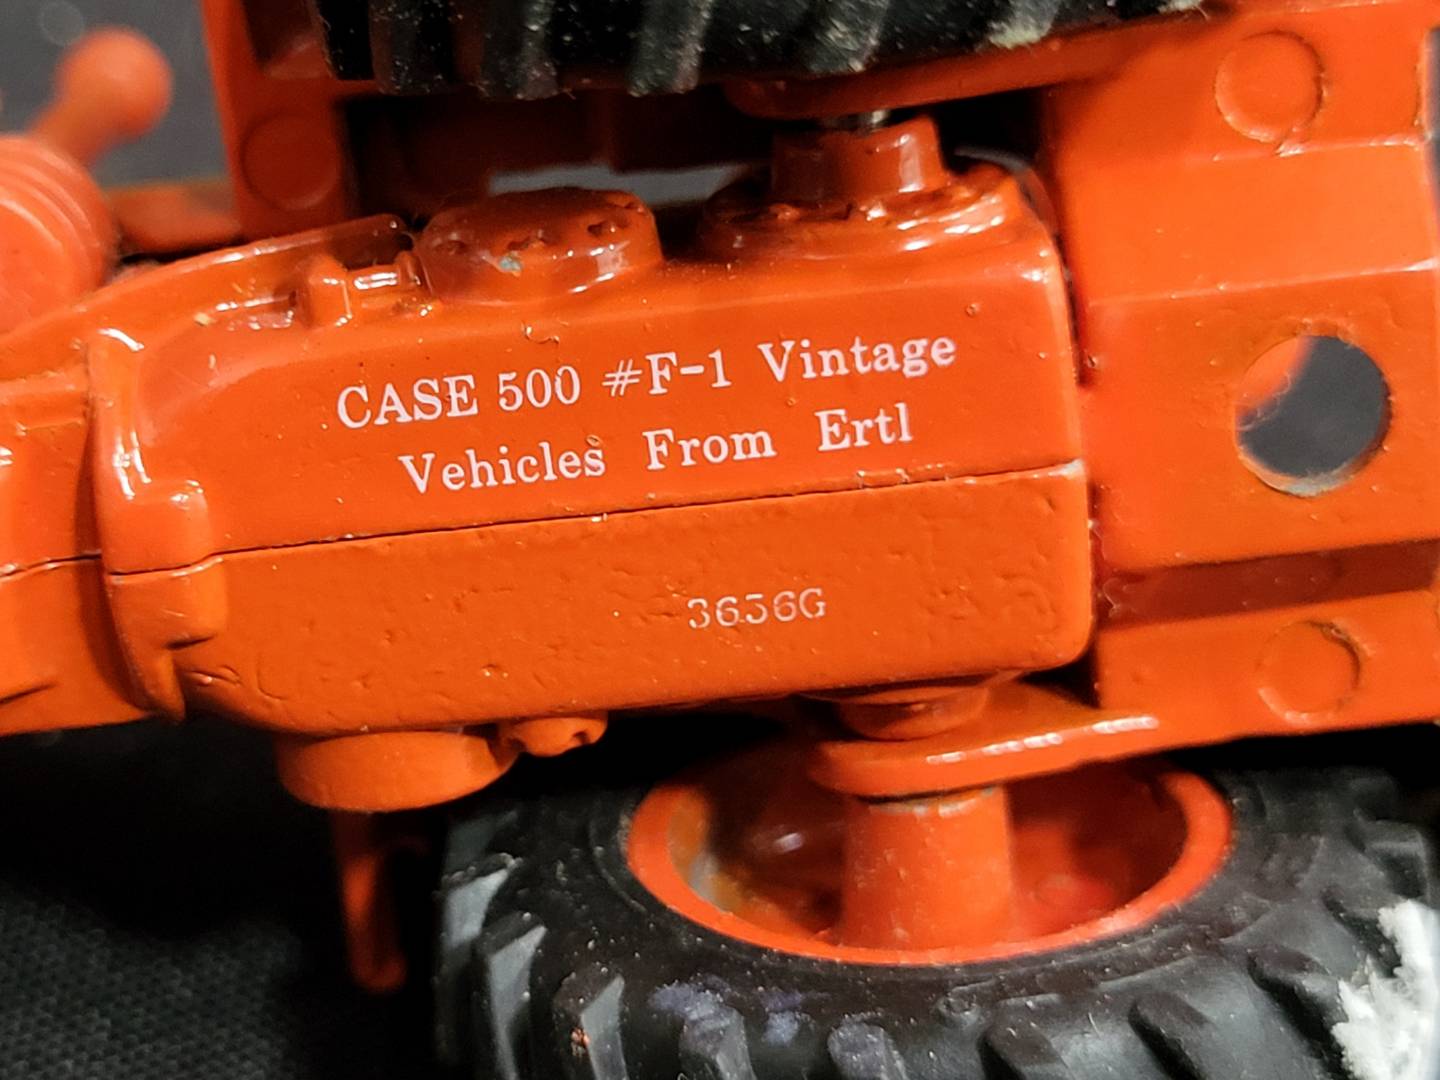 CASE 500 #F-1 Vintage
Vehicles From Ertl
3656G